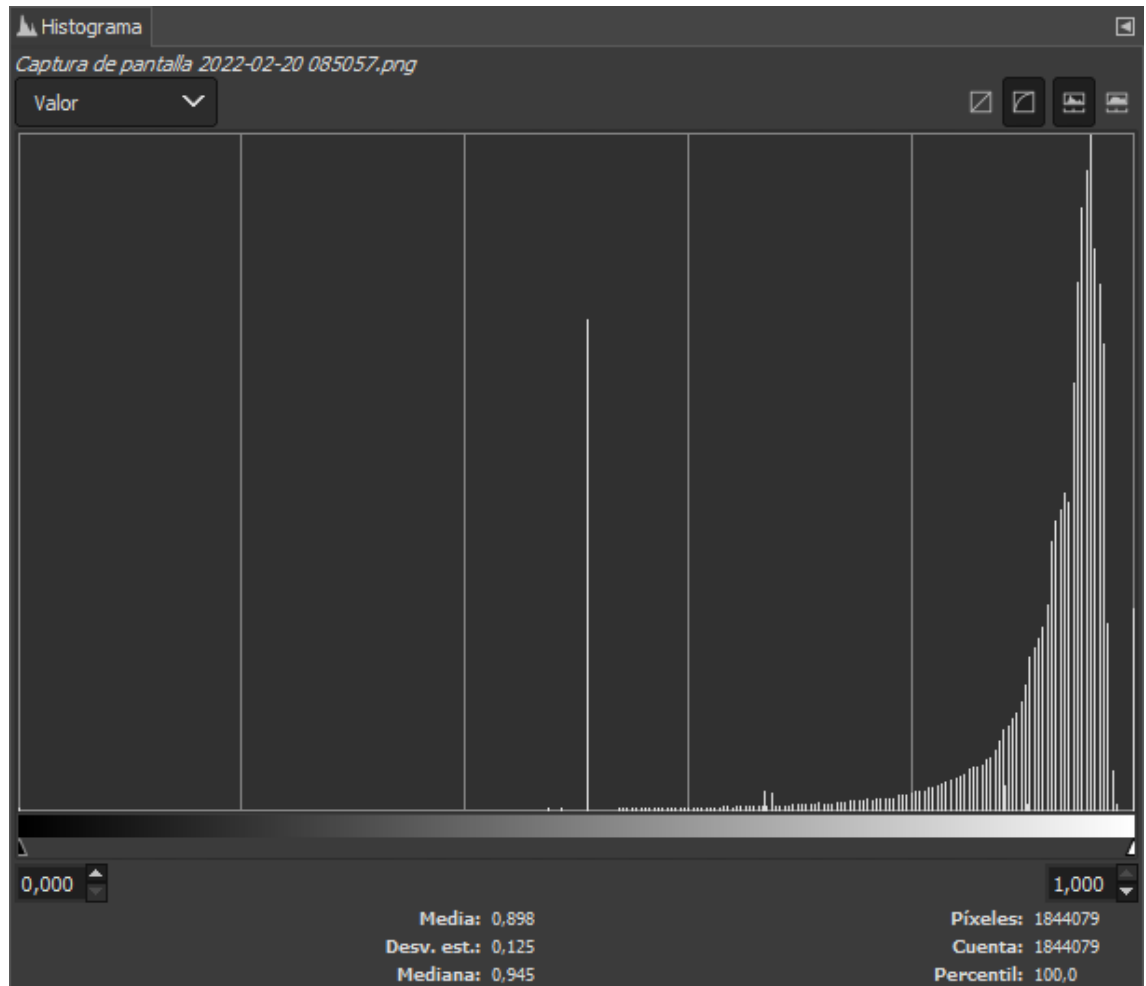 Histograma
Captura de pantalla 2022-02-20 085057.png
Valor
0,000 1,000
Media: 0,898 Píxeles: 1844079
Desv. est.: 0,125 Cuenta: 1844079
Mediana: 0,945 Percentil: 100,0